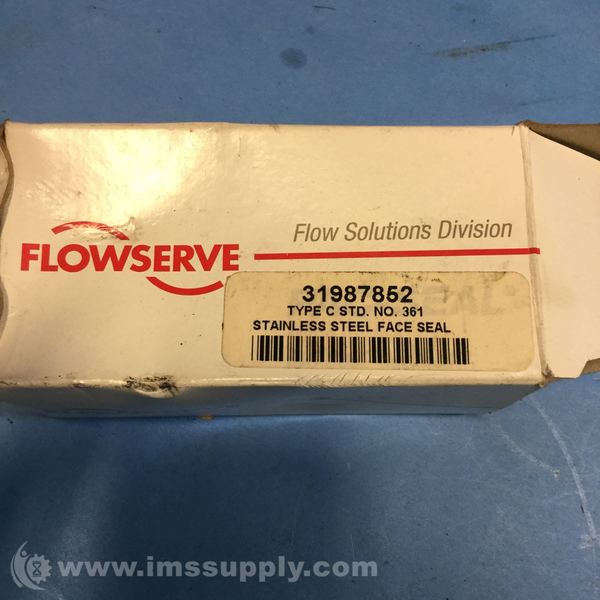 Flow Solutions Division
FLOWSERVE
31987852
TYPE C STD. NO. 361
STAINLESS STEEL FACE SEAL
www.imssupply.com